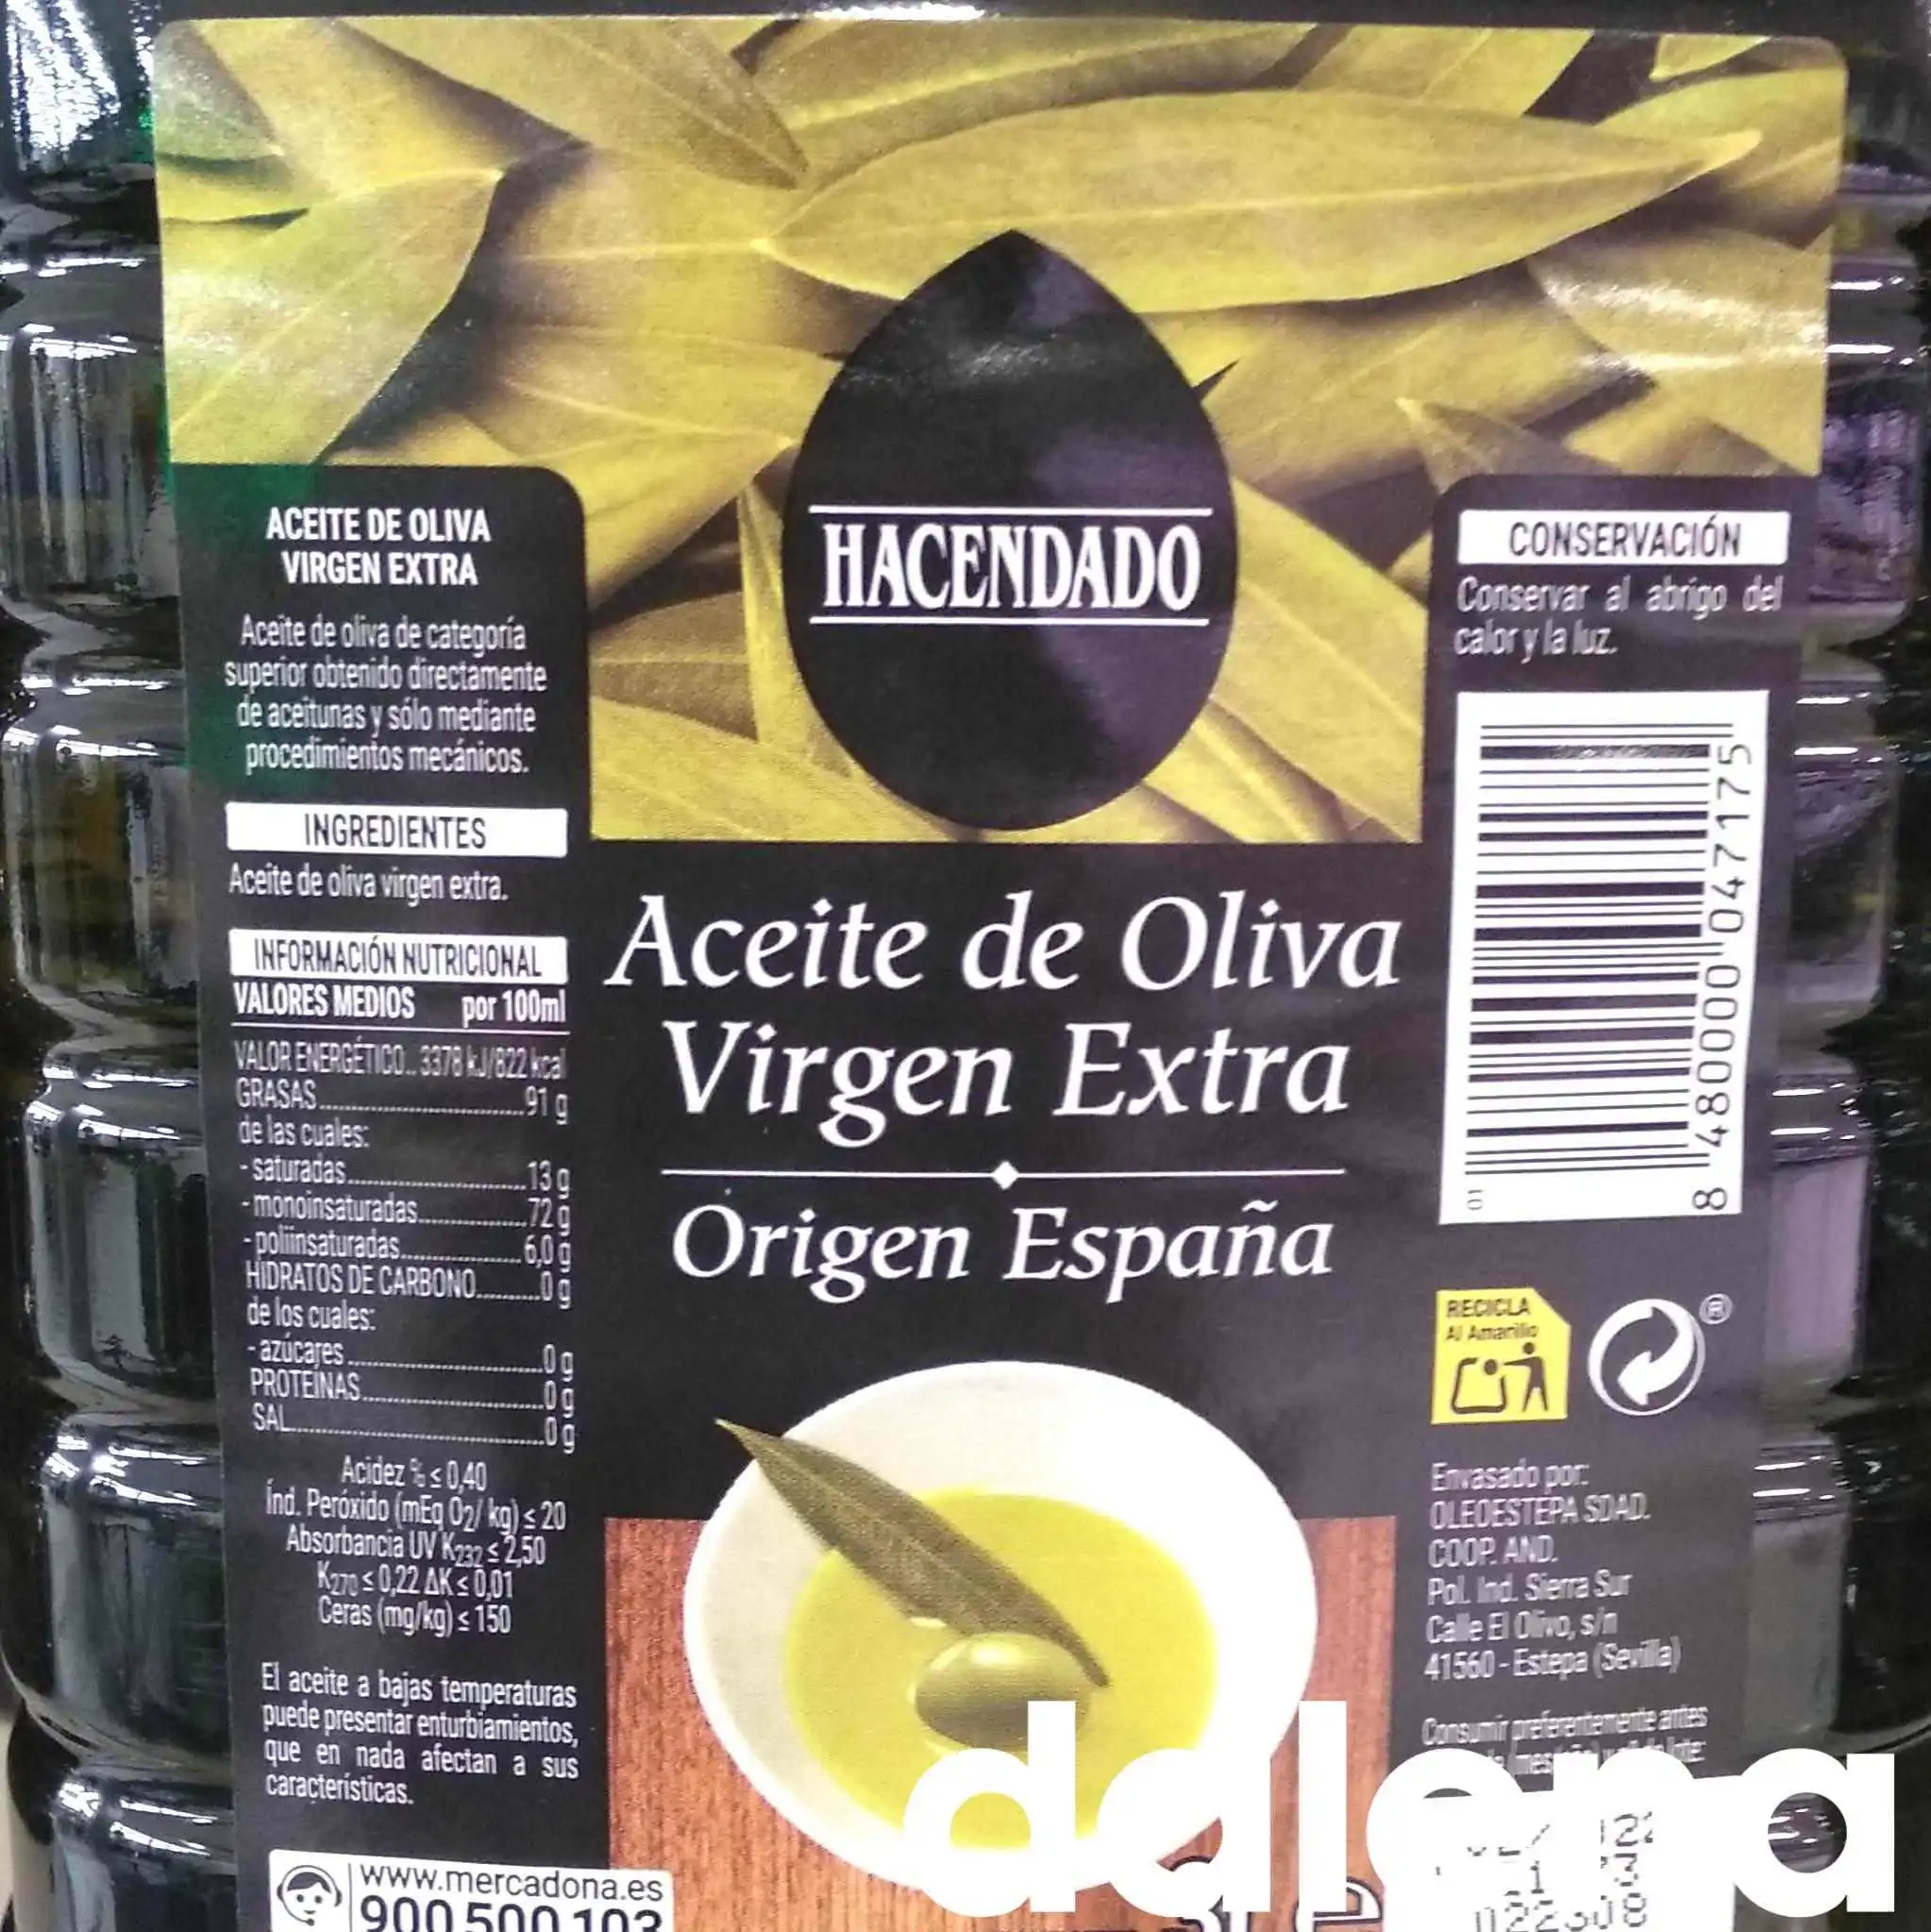 HACENDADO
Aceite de Oliva
Virgen Extra
Origen España
ACEITE DE OLIVA
VIRGEN EXTRA
Aceite de oliva de categoría
superior obtenido directamente
de aceitunas y sólo mediante
procedimientos mecánicos.
INGREDIENTES
Aceite de oliva virgen extra.
INFORMACIÓN NUTRICIONAL
VALORES MEDIOS por 100ml
VALOR ENERGÉTICO.. 3378 kJ/822 kcal
GRASAS 91 g
de las cuales:
- saturadas 13 g
- monoinsaturadas 72 g
- poliinsaturadas 6,0 g
HIDRATOS DE CARBONO 0 g
de los cuales:
- azúcares 0 g
PROTEÍNAS 0 g
SAL 0 g
Acidez % ≤ 0,40
Índ. Peróxido (mEq O2/ kg) ≤ 20
Absorbancia UV K232 ≤ 2,50
K270 ≤ 0,22 ΔK ≤ 0,01
Ceras (mg/kg) ≤ 150
El aceite a bajas temperaturas
puede presentar enturbiamientos,
que en nada afectan a sus
características.
www.mercadona.es
900 500 103
CONSERVACIÓN
Conservar al abrigo del
calor y la luz.
8 480000 047175
RECICLA
Al Amarillo
®
Envasado por:
OLEOESTEPA SDAD.
COOP. AND.
Pol. Ind. Sierra Sur
Calle El Olivo, s/n
41560 - Estepa (Sevilla)
Consumir preferentemente antes
dalena